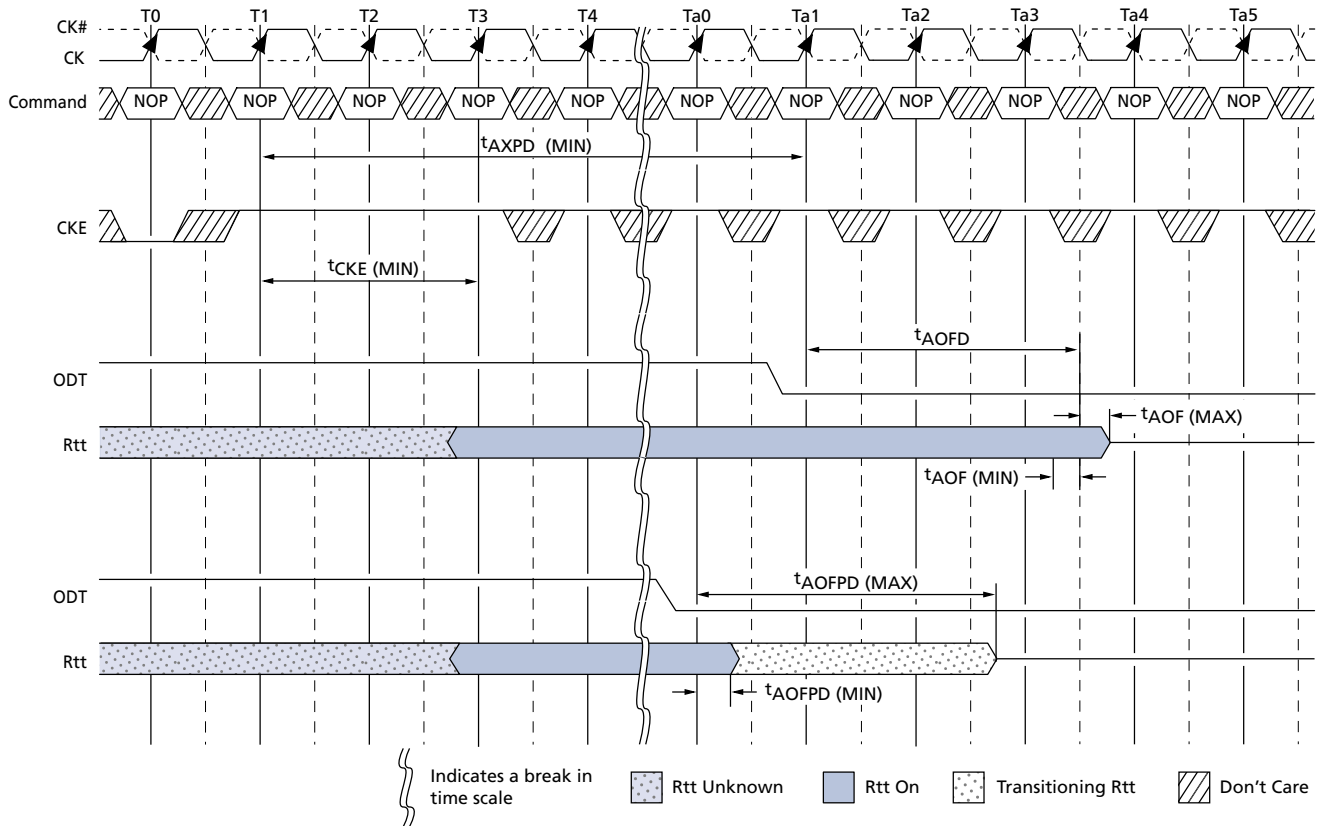 T0 T1 T2 T3 T4 Ta0 Ta1 Ta2 Ta3 Ta4 Ta5
CK#
CK
Command NOP NOP NOP NOP NOP NOP NOP NOP NOP NOP NOP
tAXPD (MIN)
CKE
tCKE (MIN)
tAOFD
ODT
tAOF (MAX)
Rtt
tAOF (MIN)
tAOFPD (MAX)
ODT
Rtt
tAOFPD (MIN)
Indicates a break in
time scale
Rtt Unknown
Rtt On
Transitioning Rtt
Don't Care